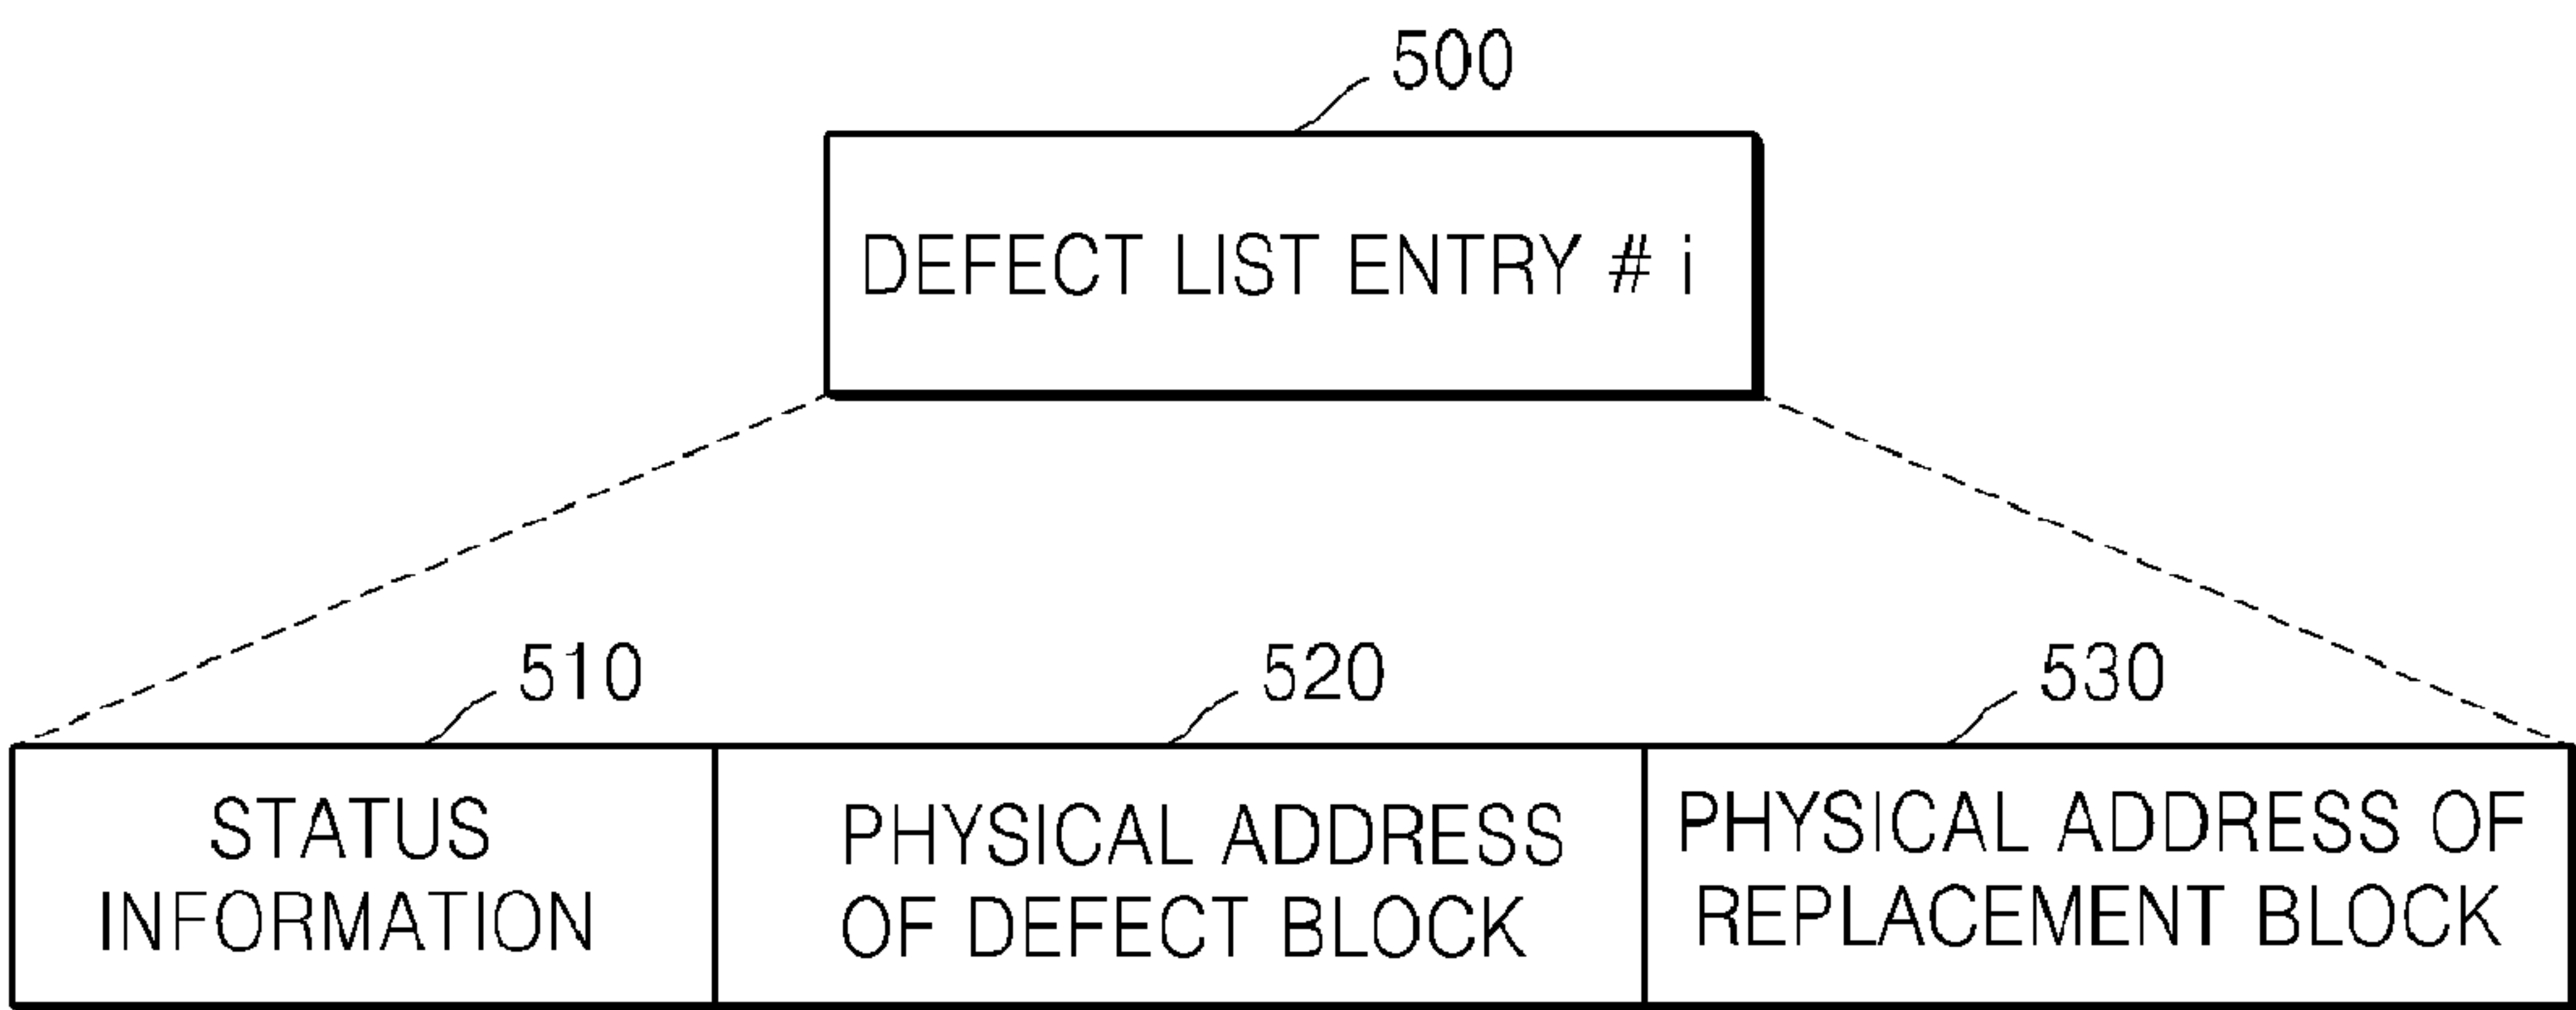 500
DEFECT LIST ENTRY # i
510
520
530
STATUS
INFORMATION
PHYSICAL ADDRESS
OF DEFECT BLOCK
PHYSICAL ADDRESS OF
REPLACEMENT BLOCK